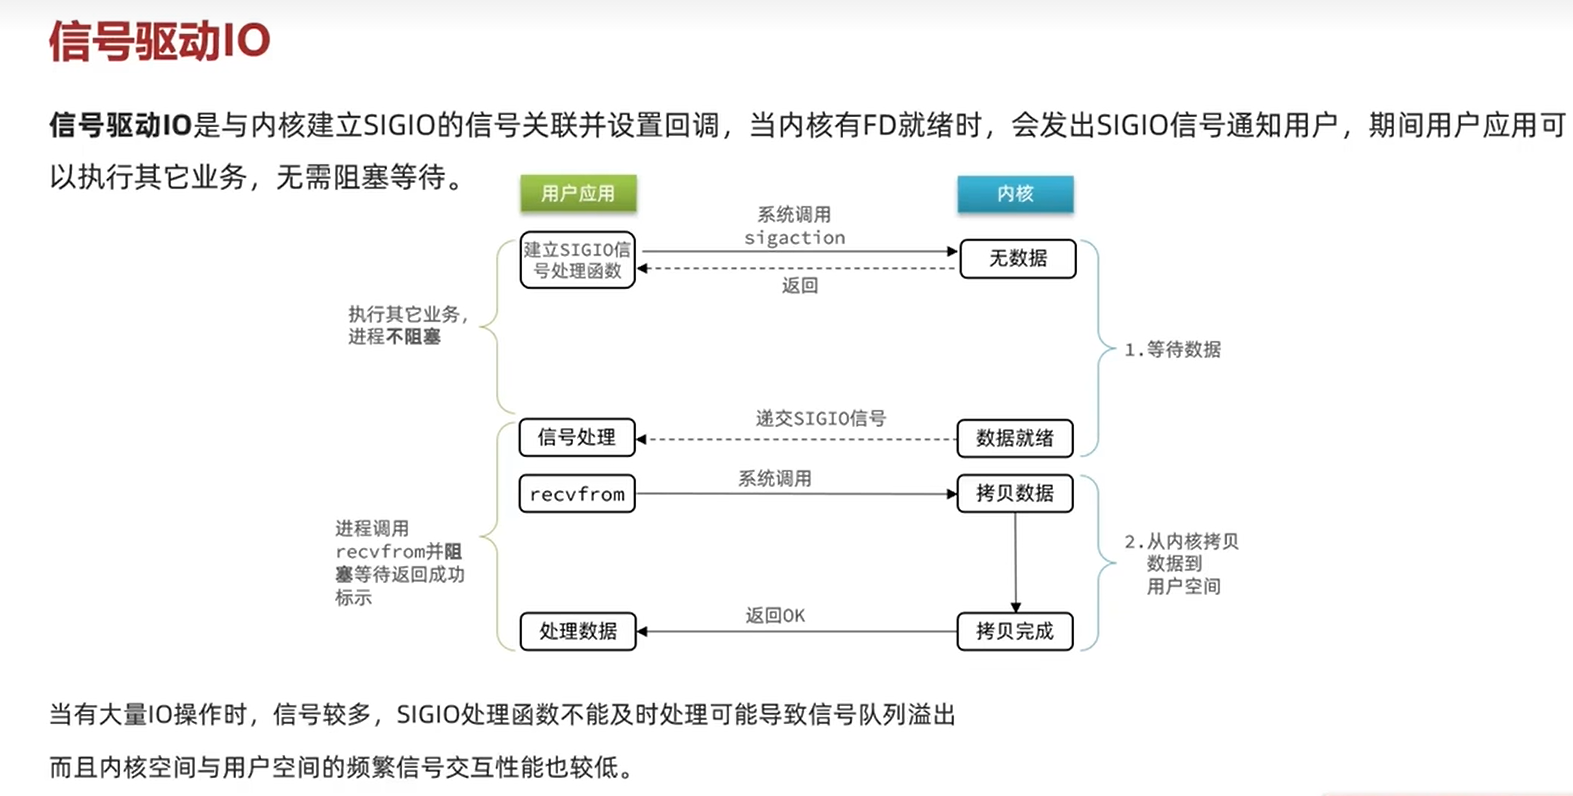 信号驱动IO
信号驱动IO是与内核建立SIGIO的信号关联并设置回调，当内核有FD就绪时，会发出SIGIO信号通知用户，期间用户应用可
以执行其它业务，无需阻塞等待。
用户应用
内核
系统调用
sigaction
建立SIGIO信
号处理函数
无数据
返回
执行其它业务，
进程不阻塞
1.等待数据
递交SIGIO信号
信号处理
数据就绪
系统调用
recvfrom
拷贝数据
进程调用
recvfrom并阻
塞等待返回成功
标示
2.从内核拷贝
数据到
用户空间
返回OK
处理数据
拷贝完成
当有大量IO操作时，信号较多，SIGIO处理函数不能及时处理可能导致信号队列溢出
而且内核空间与用户空间的频繁信号交互性能也较低。